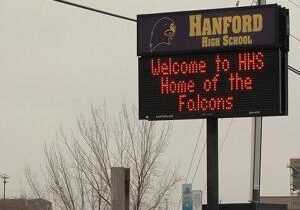 HANFORD
HIGH SCHOOL
Welcome to HHS
Home of the
Falcons